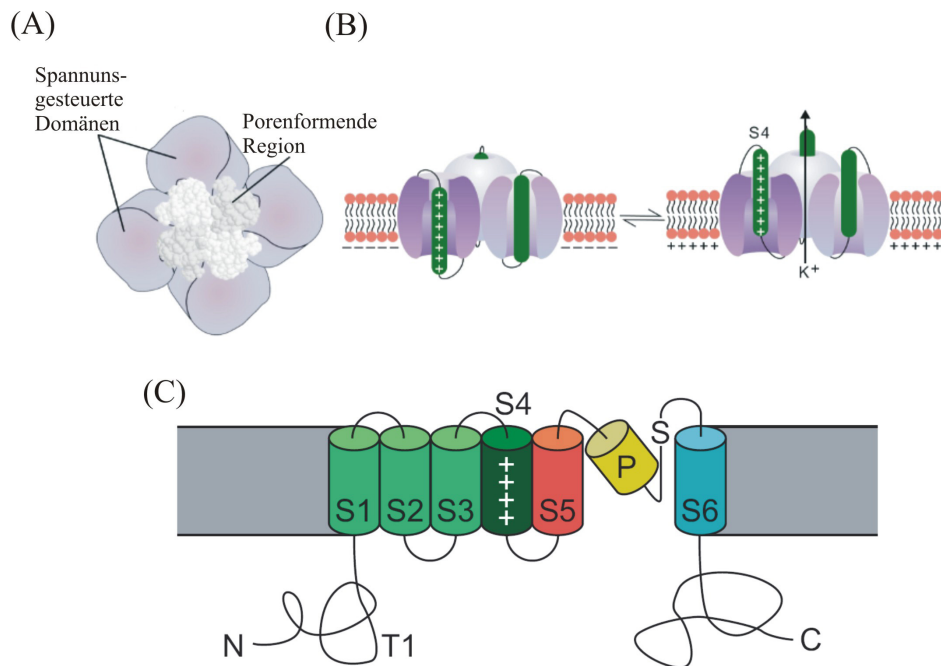 (A)
Spannuns-
gesteuerte
Domänen
Porenformende
Region
(B)
S4
+
+
+
+
+
+
+
– – – – –
– – – – –
+++++
+++++
+
+
+
+
+
+
+
K+
(C)
S4
S
P
+
+
+
+
S1
S2
S3
S5
S6
N
T1
C